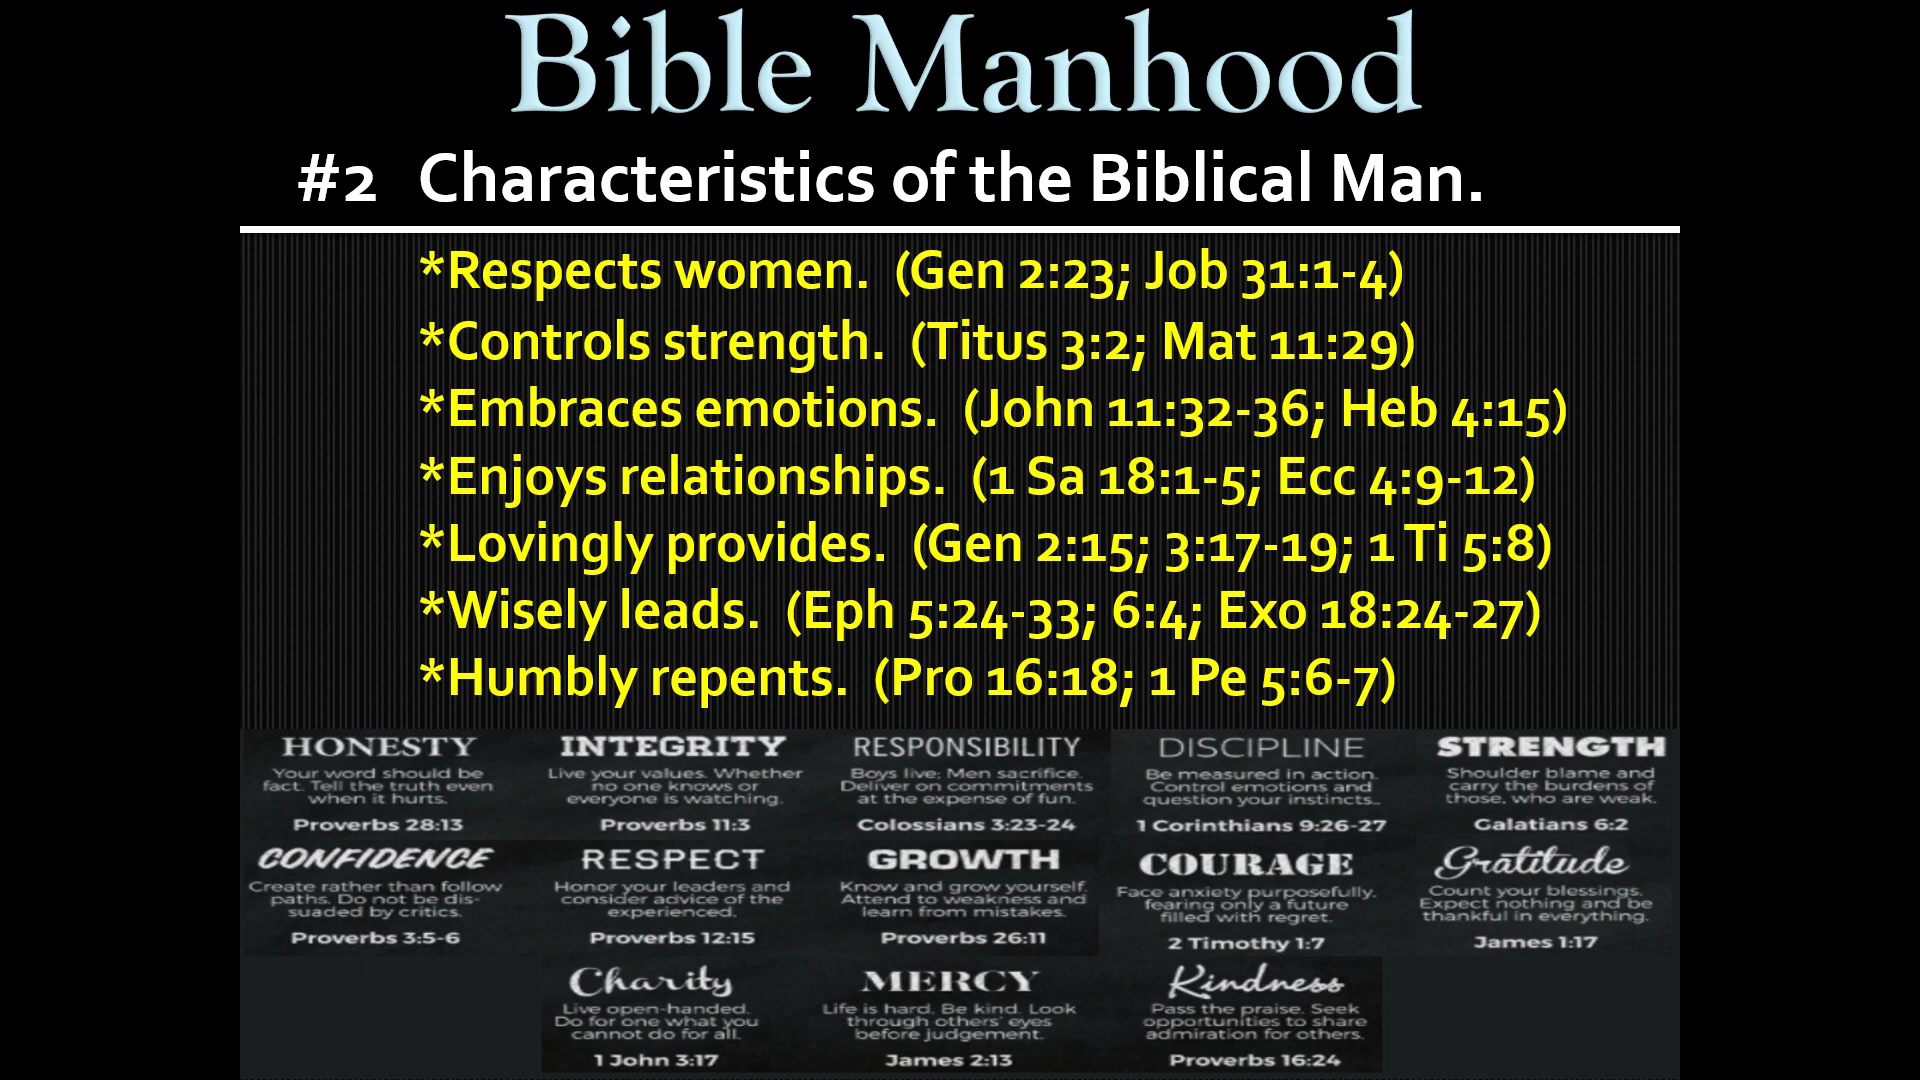 Bible Manhood
#2 Characteristics of the Biblical Man.
*Respects women. (Gen 2:23; Job 31:1-4)
*Controls strength. (Titus 3:2; Mat 11:29)
*Embraces emotions. (John 11:32-36; Heb 4:15)
*Enjoys relationships. (1 Sa 18:1-5; Ecc 4:9-12)
*Lovingly provides. (Gen 2:15; 3:17-19; 1 Ti 5:8)
*Wisely leads. (Eph 5:24-33; 6:4; Exo 18:24-27)
*Humbly repents. (Pro 16:18; 1 Pe 5:6-7)
HONESTY
Your word should be
fact. Tell the truth even
when it hurts.
Proverbs 28:13
INTEGRITY
Live your values. Whether
no one knows or
everyone is watching.
Proverbs 11:3
RESPONSIBILITY
Boys live; Men sacrifice.
Deliver on commitments
at the expense of fun.
Colossians 3:23-24
DISCIPLINE
Be measured in action.
Control emotions and
question your instincts..
1 Corinthians 9:26-27
STRENGTH
Shoulder blame and
carry the burdens of
those, who are weak.
Galatians 6:2
CONFIDENCE
Create rather than follow
paths. Do not be dis-
suaded by critics.
Proverbs 3:5-6
RESPECT
Honor your leaders and
consider advice of the
experienced.
Proverbs 12:15
GROWTH
Know and grow yourself.
Attend to weakness and
learn from mistakes.
Proverbs 26:11
COURAGE
Face anxiety purposefully.
fearing only a future
filled with regret.
2 Timothy 1:7
Gratitude
Count your blessings.
Expect nothing and be
thankful in everything.
James 1:17
Charity
Live open-handed.
Do for one what you
cannot do for all.
1 John 3:17
MERCY
Life is hard. Be kind. Look
through others' eyes
before judgement.
James 2:13
Kindness
Pass the praise. Seek
opportunities to share
admiration for others.
Proverbs 16:24